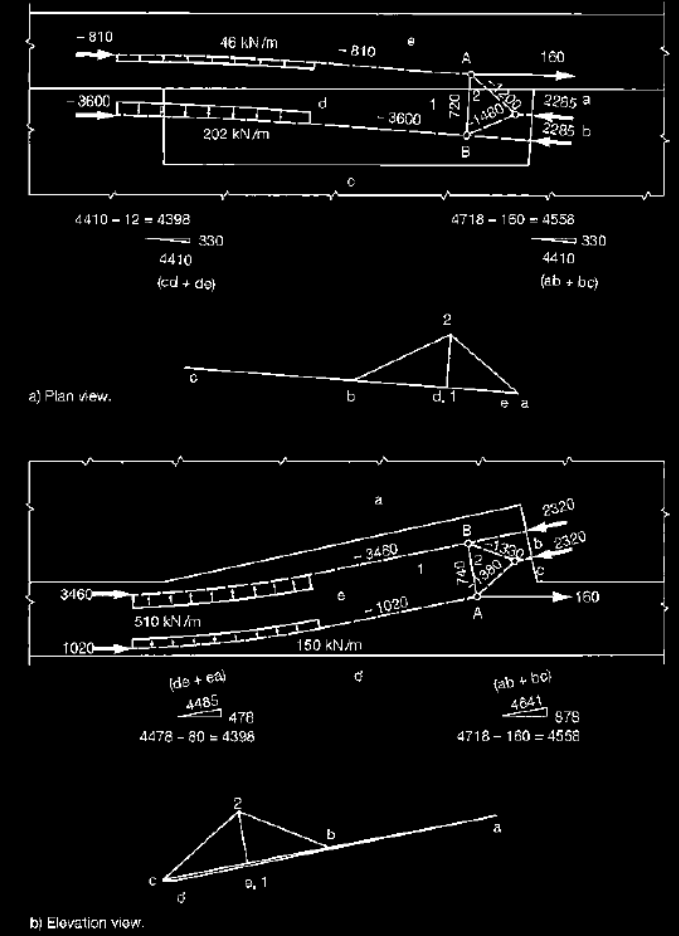 - 810
46 kN/m
- 810
e
A
160
- 3600
d
1
720
2
-1200
2285
a
202 kN/m
- 3600
-1480
2285
b
B
c
4410 - 12 = 4398
4718 - 160 = 4558
330
330
4410
4410
(cd + de)
(ab + bc)
2
c
b
d, 1
e a
a) Plan view.
a
2320
B
- 3460
b
2320
1
2
740
1380
c
3460
e
- 1020
160
510 kN/m
A
1020
150 kN/m
d
(de + ea)
(ab + bc)
4485
478
4641
878
4478 - 80 = 4398
4718 - 160 = 4558
2
b
a
c
e, 1
d
b) Elevation view.